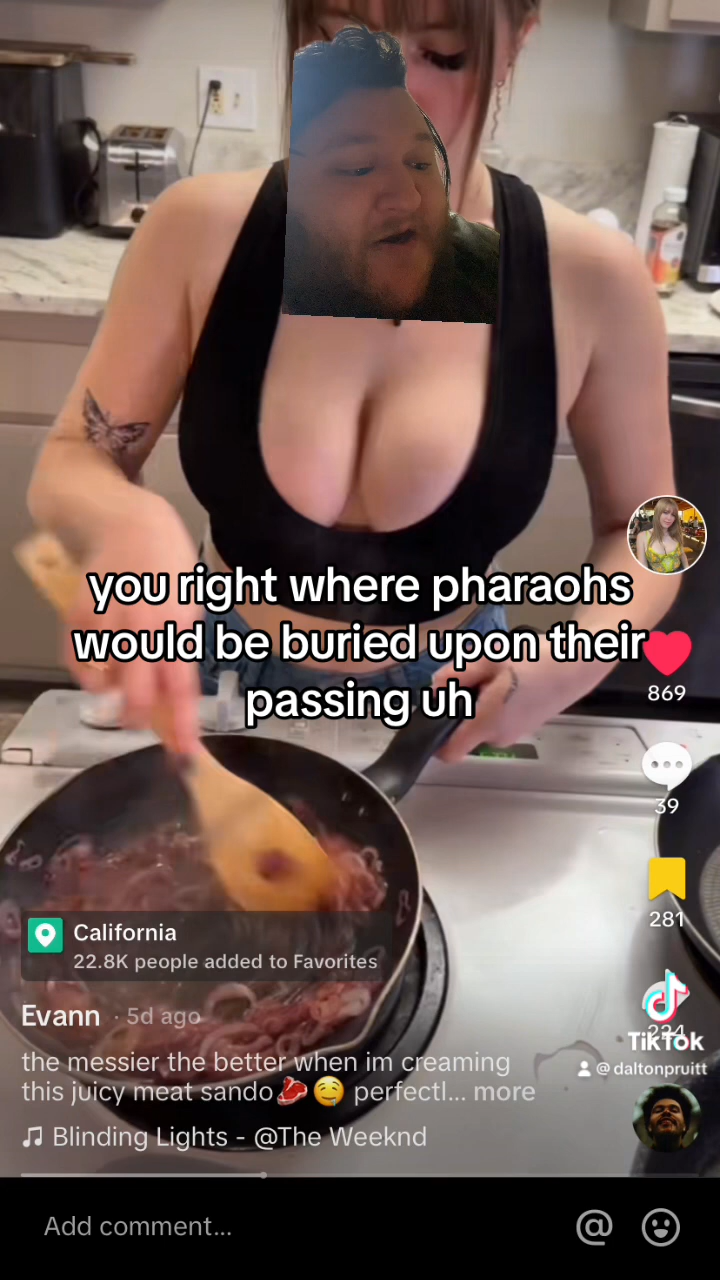 you right where pharaohs
would be buried upon their
passing uh
869
39
281
California
22.8K people added to Favorites
Evann · 5d ago
TikTok
@daltonpruitt
the messier the better when im creaming
this juicy meat sando🥩🤤 perfectl... more
♫ Blinding Lights - @The Weeknd
Add comment...
@